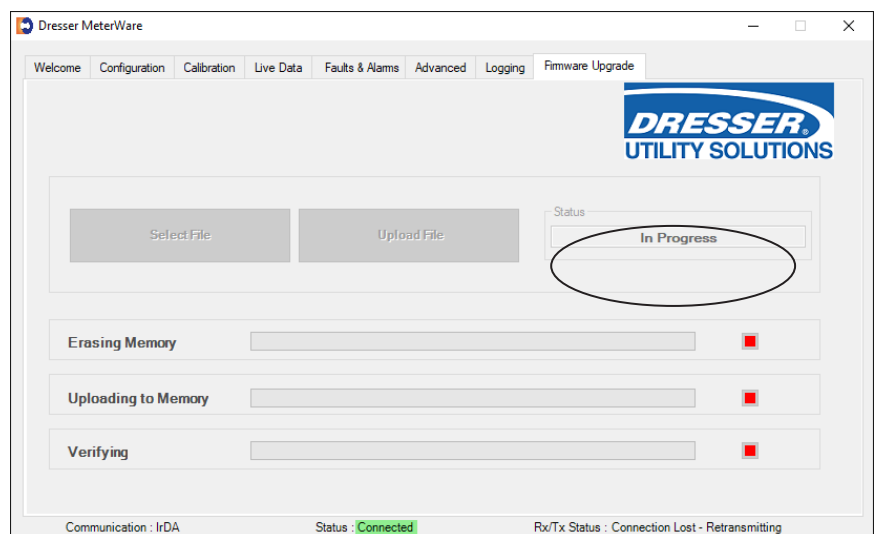 Dresser MeterWare
Welcome Configuration Calibration Live Data Faults & Alarms Advanced Logging Firmware Upgrade
DRESSER®
UTILITY SOLUTIONS
Status
Select File Upload File In Progress
Erasing Memory
Uploading to Memory
Verifying
Communication : IrDA Status : Connected Rx/Tx Status : Connection Lost - Retransmitting